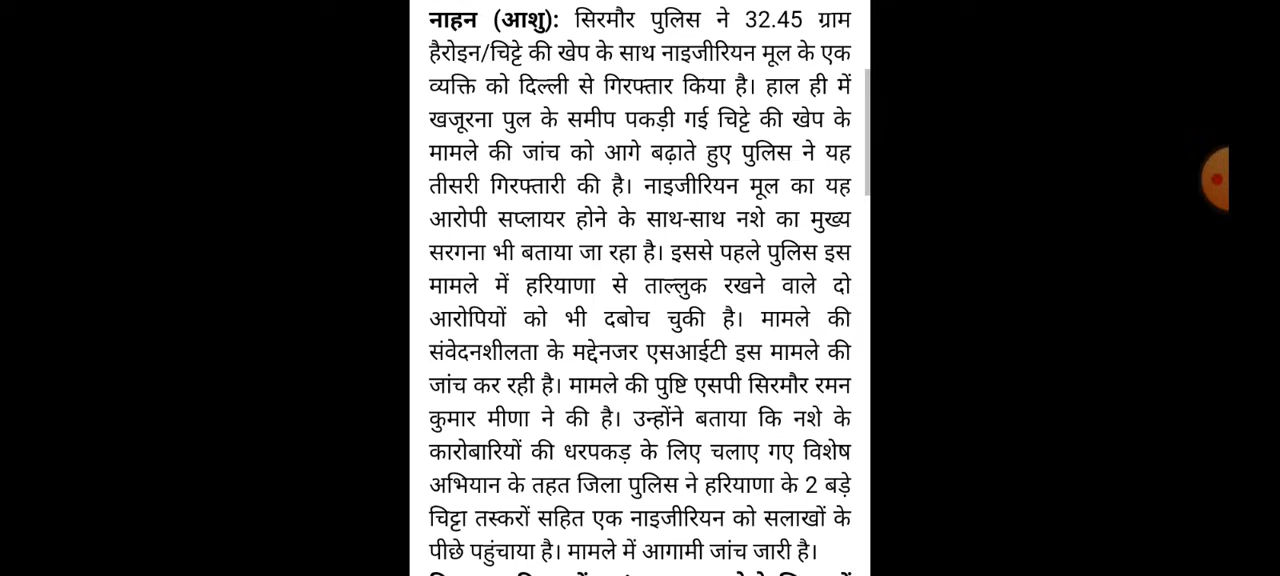 नाहन (आशु): सिरमौर पुलिस ने 32.45 ग्राम
हैरोइन/चिट्टे की खेप के साथ नाइजीरियन मूल के एक
व्यक्ति को दिल्ली से गिरफ्तार किया है। हाल ही में
खजूरना पुल के समीप पकड़ी गई चिट्टे की खेप के
मामले की जांच को आगे बढ़ाते हुए पुलिस ने यह
तीसरी गिरफ्तारी की है। नाइजीरियन मूल का यह
आरोपी सप्लायर होने के साथ-साथ नशे का मुख्य
सरगना भी बताया जा रहा है। इससे पहले पुलिस इस
मामले में हरियाणा से ताल्लुक रखने वाले दो
आरोपियों को भी दबोच चुकी है। मामले की
संवेदनशीलता के मद्देनजर एसआईटी इस मामले की
जांच कर रही है। मामले की पुष्टि एसपी सिरमौर रमन
कुमार मीणा ने की है। उन्होंने बताया कि नशे के
कारोबारियों की धरपकड़ के लिए चलाए गए विशेष
अभियान के तहत जिला पुलिस ने हरियाणा के 2 बड़े
चिट्टा तस्करों सहित एक नाइजीरियन को सलाखों के
पीछे पहुंचाया है। मामले में आगामी जांच जारी है।